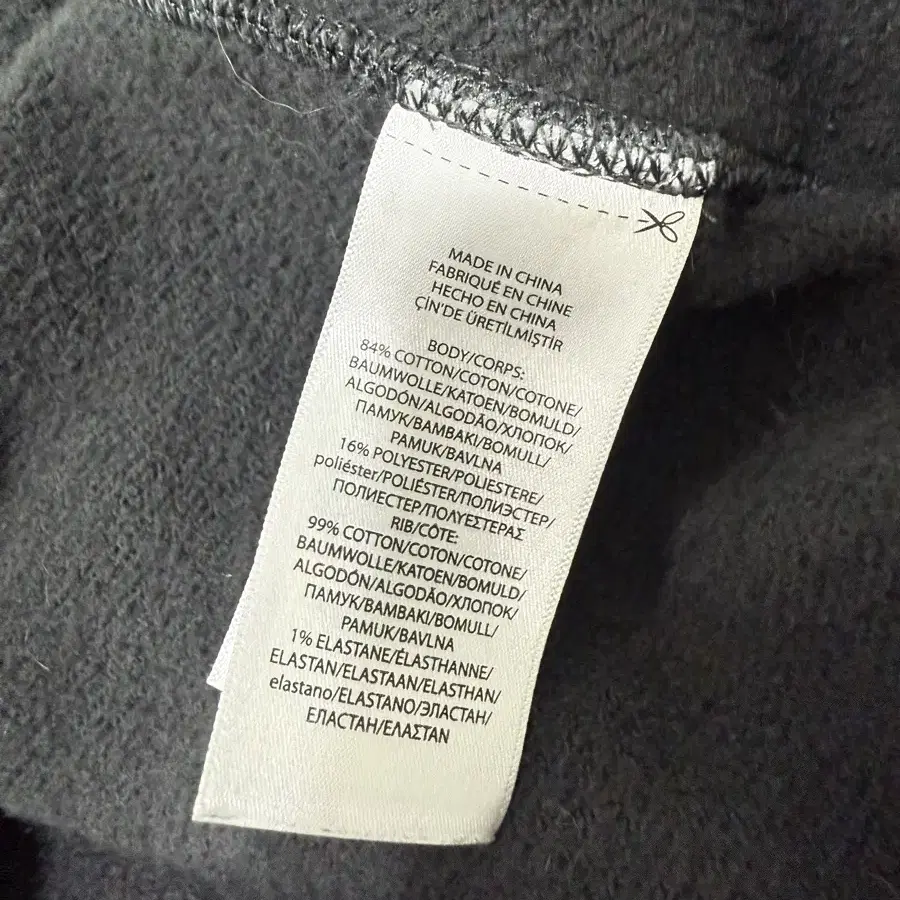 MADE IN CHINA
FABRIQUÉ EN CHINE
HECHO EN CHINA
ÇİN'DE ÜRETİLMİŞTİR
BODY/CORPS:
84% COTTON/COTON/COTONE/
BAUMWOLLE/KATOEN/BOMULD/
ALGODÓN/ALGODÃO/ХЛОПОК/
ПАМУК/BAMBAKI/BOMULL/
PAMUK/BAVLNA
16% POLYESTER/POLIESTERE/
poliéster/POLIÉSTER/ПОЛИЭСТЕР/
ПОЛИЕСТЕР/ΠΟΛΥΕΣΤΕΡΑΣ
RIB/CÔTE:
99% COTTON/COTON/COTONE/
BAUMWOLLE/KATOEN/BOMULD/
ALGODÓN/ALGODÃO/ХЛОПОК/
ПАМУК/BAMBAKI/BOMULL/
PAMUK/BAVLNA
1% ELASTANE/ÉLASTHANNE/
ELASTAN/ELASTAAN/ELASTHAN/
elastano/ELASTANO/ЭЛАСТАН/
ЕЛАСТАН/ΕΛΑΣΤΑΝ